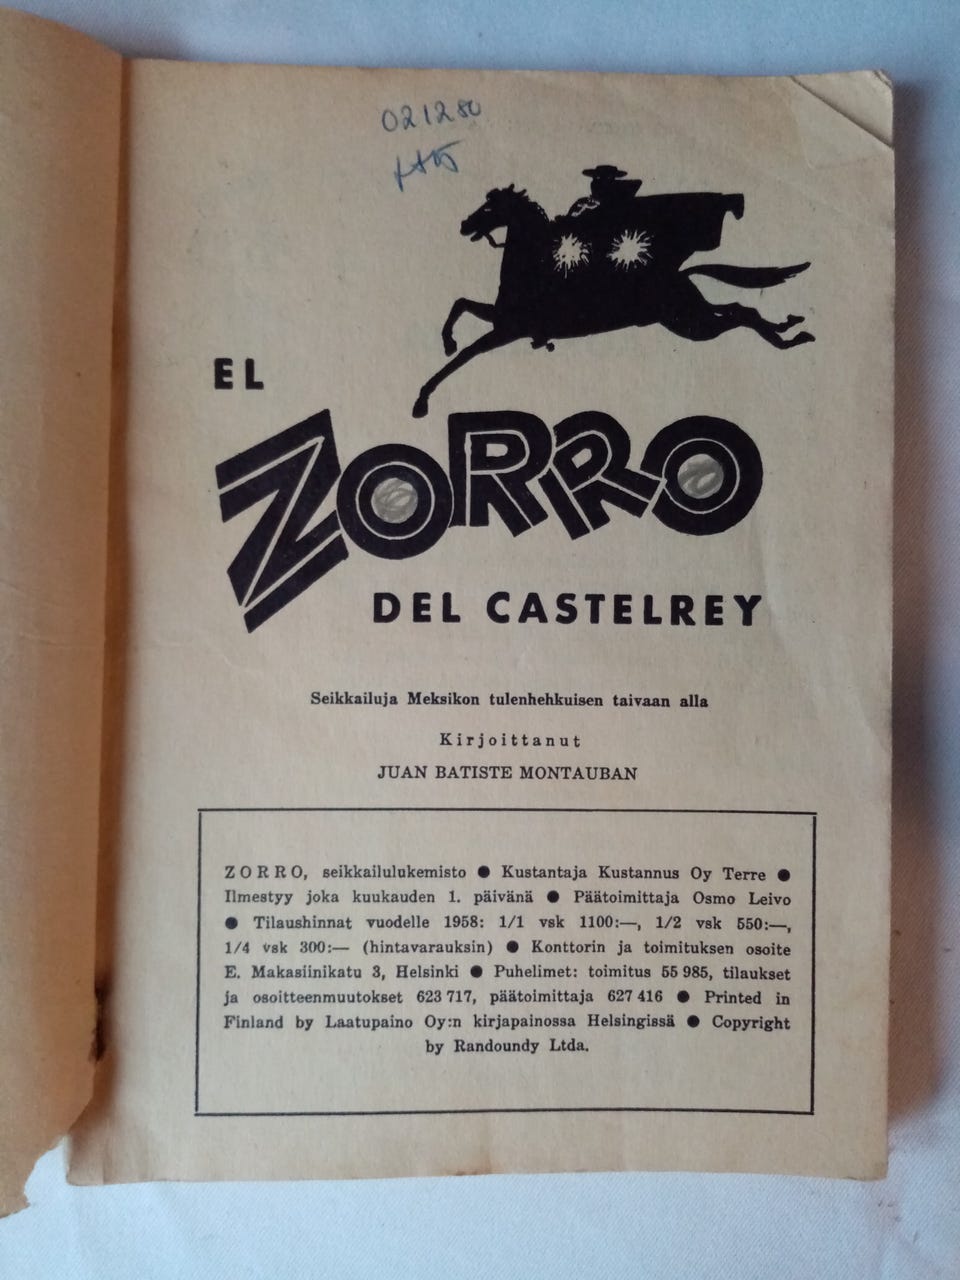 021280
EL
ZORRO
DEL CASTELREY
Seikkailuja Meksikon tulenhehkuisen taivaan alla
Kirjoittanut
JUAN BATISTE MONTAUBAN
ZORRO, seikkailulukemisto ● Kustantaja Kustannus Oy Terre ●
Ilmestyy joka kuukauden 1. päivänä ● Päätoimittaja Osmo Leivo
● Tilaushinnat vuodelle 1958: 1/1 vsk 1100:—, 1/2 vsk 550:—,
1/4 vsk 300:— (hintavarauksin) ● Konttorin ja toimituksen osoite
E. Makasiinikatu 3, Helsinki ● Puhelimet: toimitus 55 985, tilaukset
ja osoitteenmuutokset 623 717, päätoimittaja 627 416 ● Printed in
Finland by Laatupaino Oy:n kirjapainossa Helsingissä ● Copyright
by Randoundy Ltda.